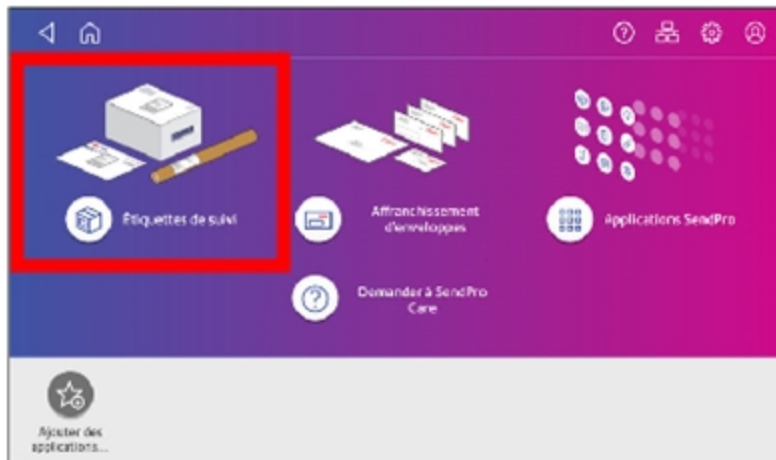 Étiquettes de suivi
Affranchissement
d'enveloppes
Applications SendPro
Demander à SendPro
Care
Ajouter des
applications...